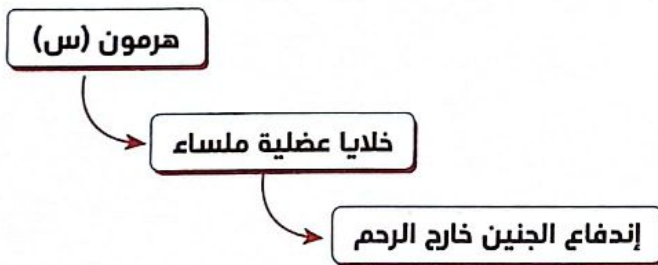 هرمون (س)
خلايا عضلية ملساء
إندفاع الجنين خارج الرحم